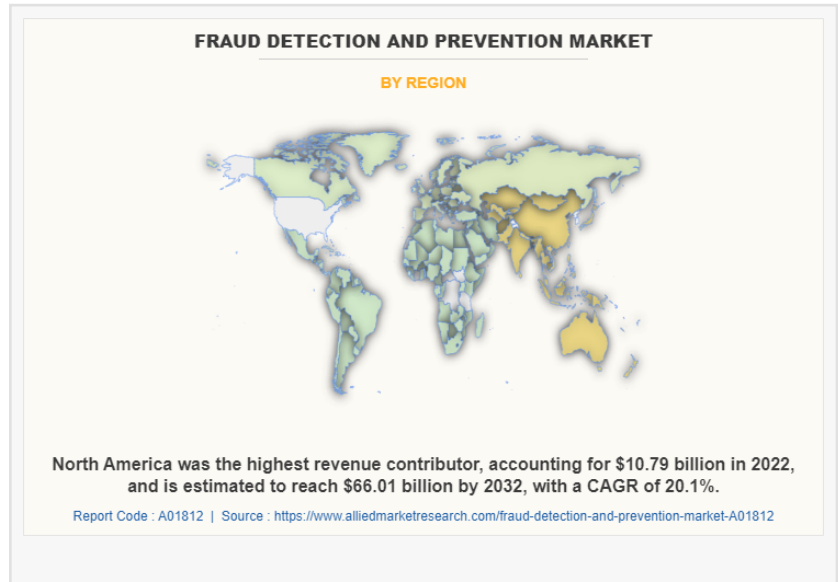 FRAUD DETECTION AND PREVENTION MARKET
BY REGION
North America was the highest revenue contributor, accounting for $10.79 billion in 2022,
and is estimated to reach $66.01 billion by 2032, with a CAGR of 20.1%.
Report Code : A01812 | Source : https://www.alliedmarketresearch.com/fraud-detection-and-prevention-market-A01812